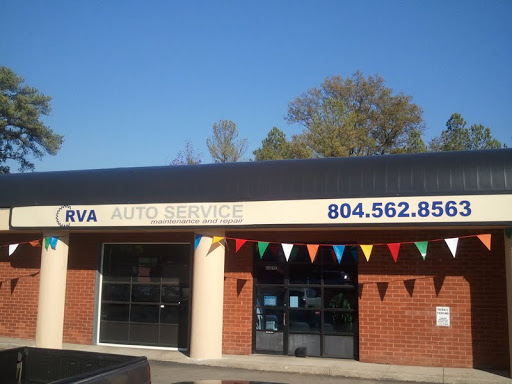 RVA AUTO SERVICE
maintenance and repair
804.562.8563